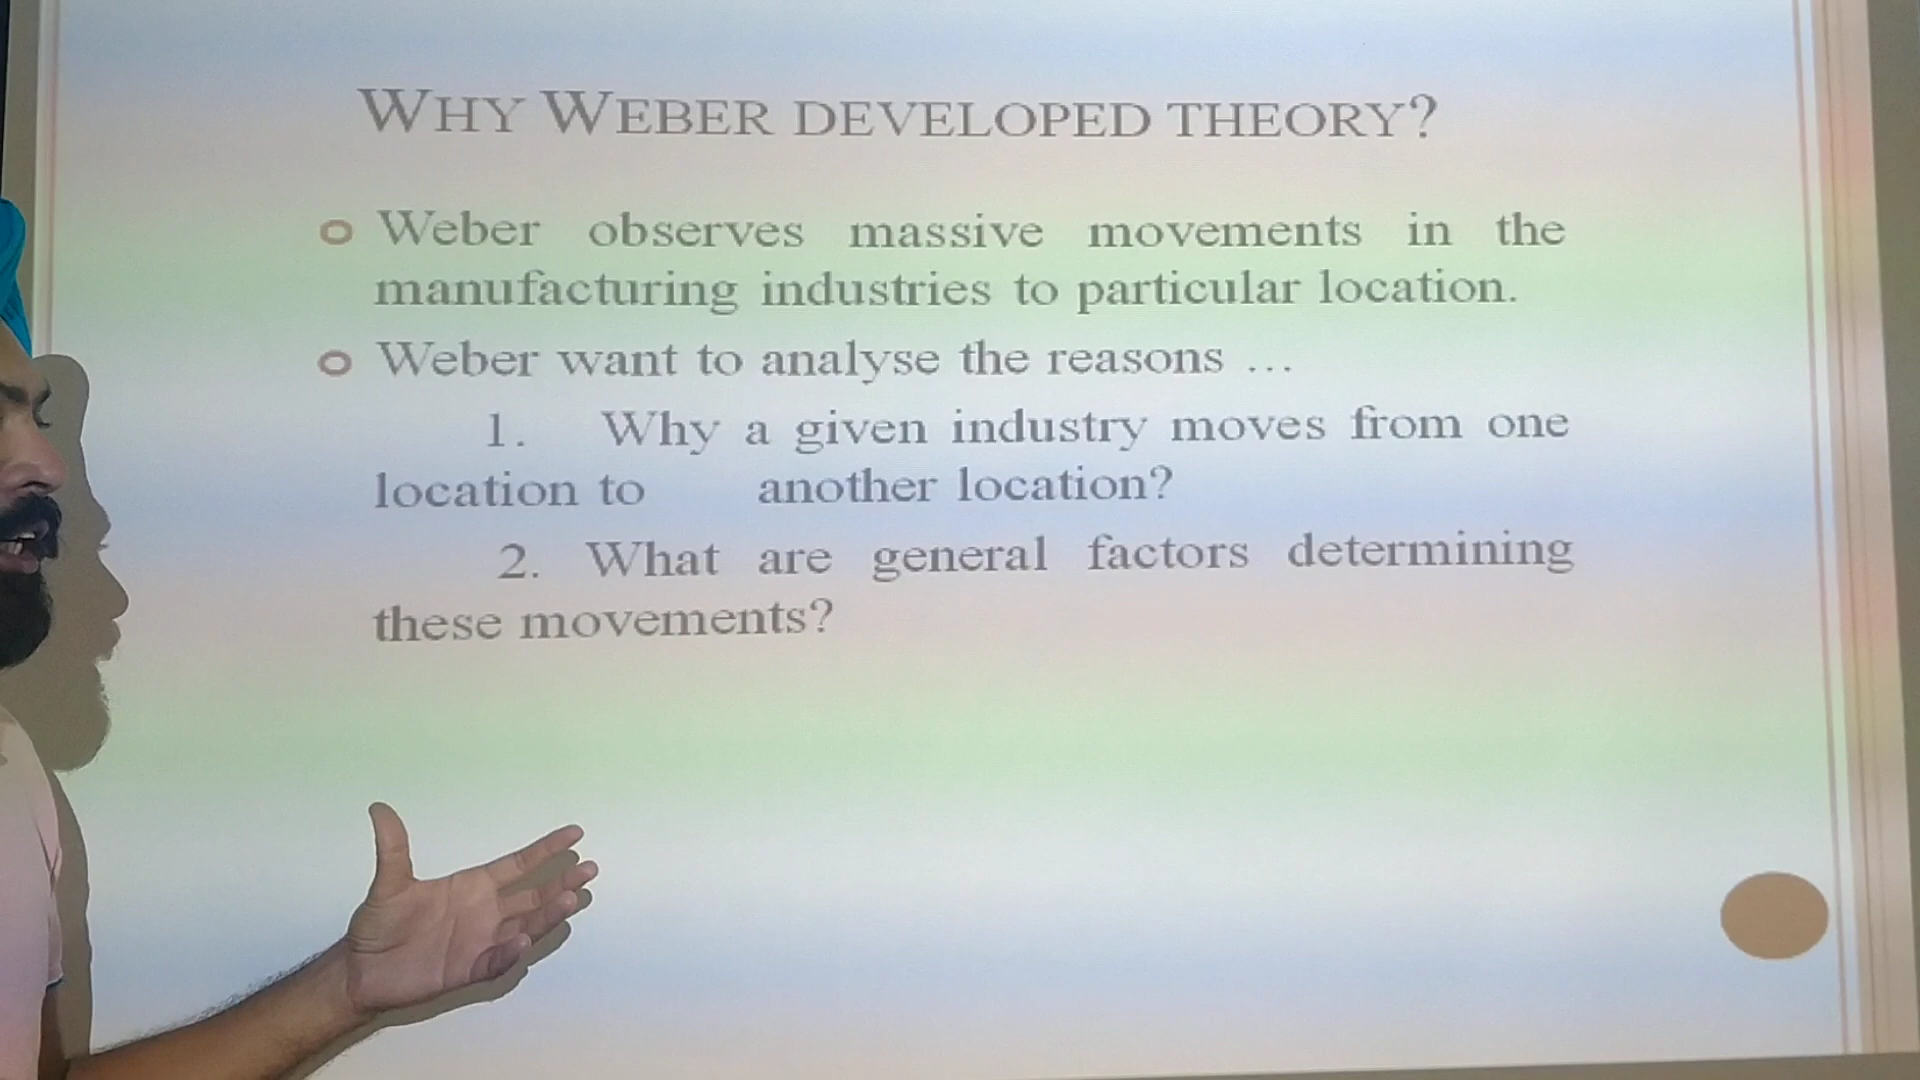 WHY WEBER DEVELOPED THEORY?
Weber observes massive movements in the
manufacturing industries to particular location.
Weber want to analyse the reasons ...
1. Why a given industry moves from one
location to another location?
2. What are general factors determining
these movements?